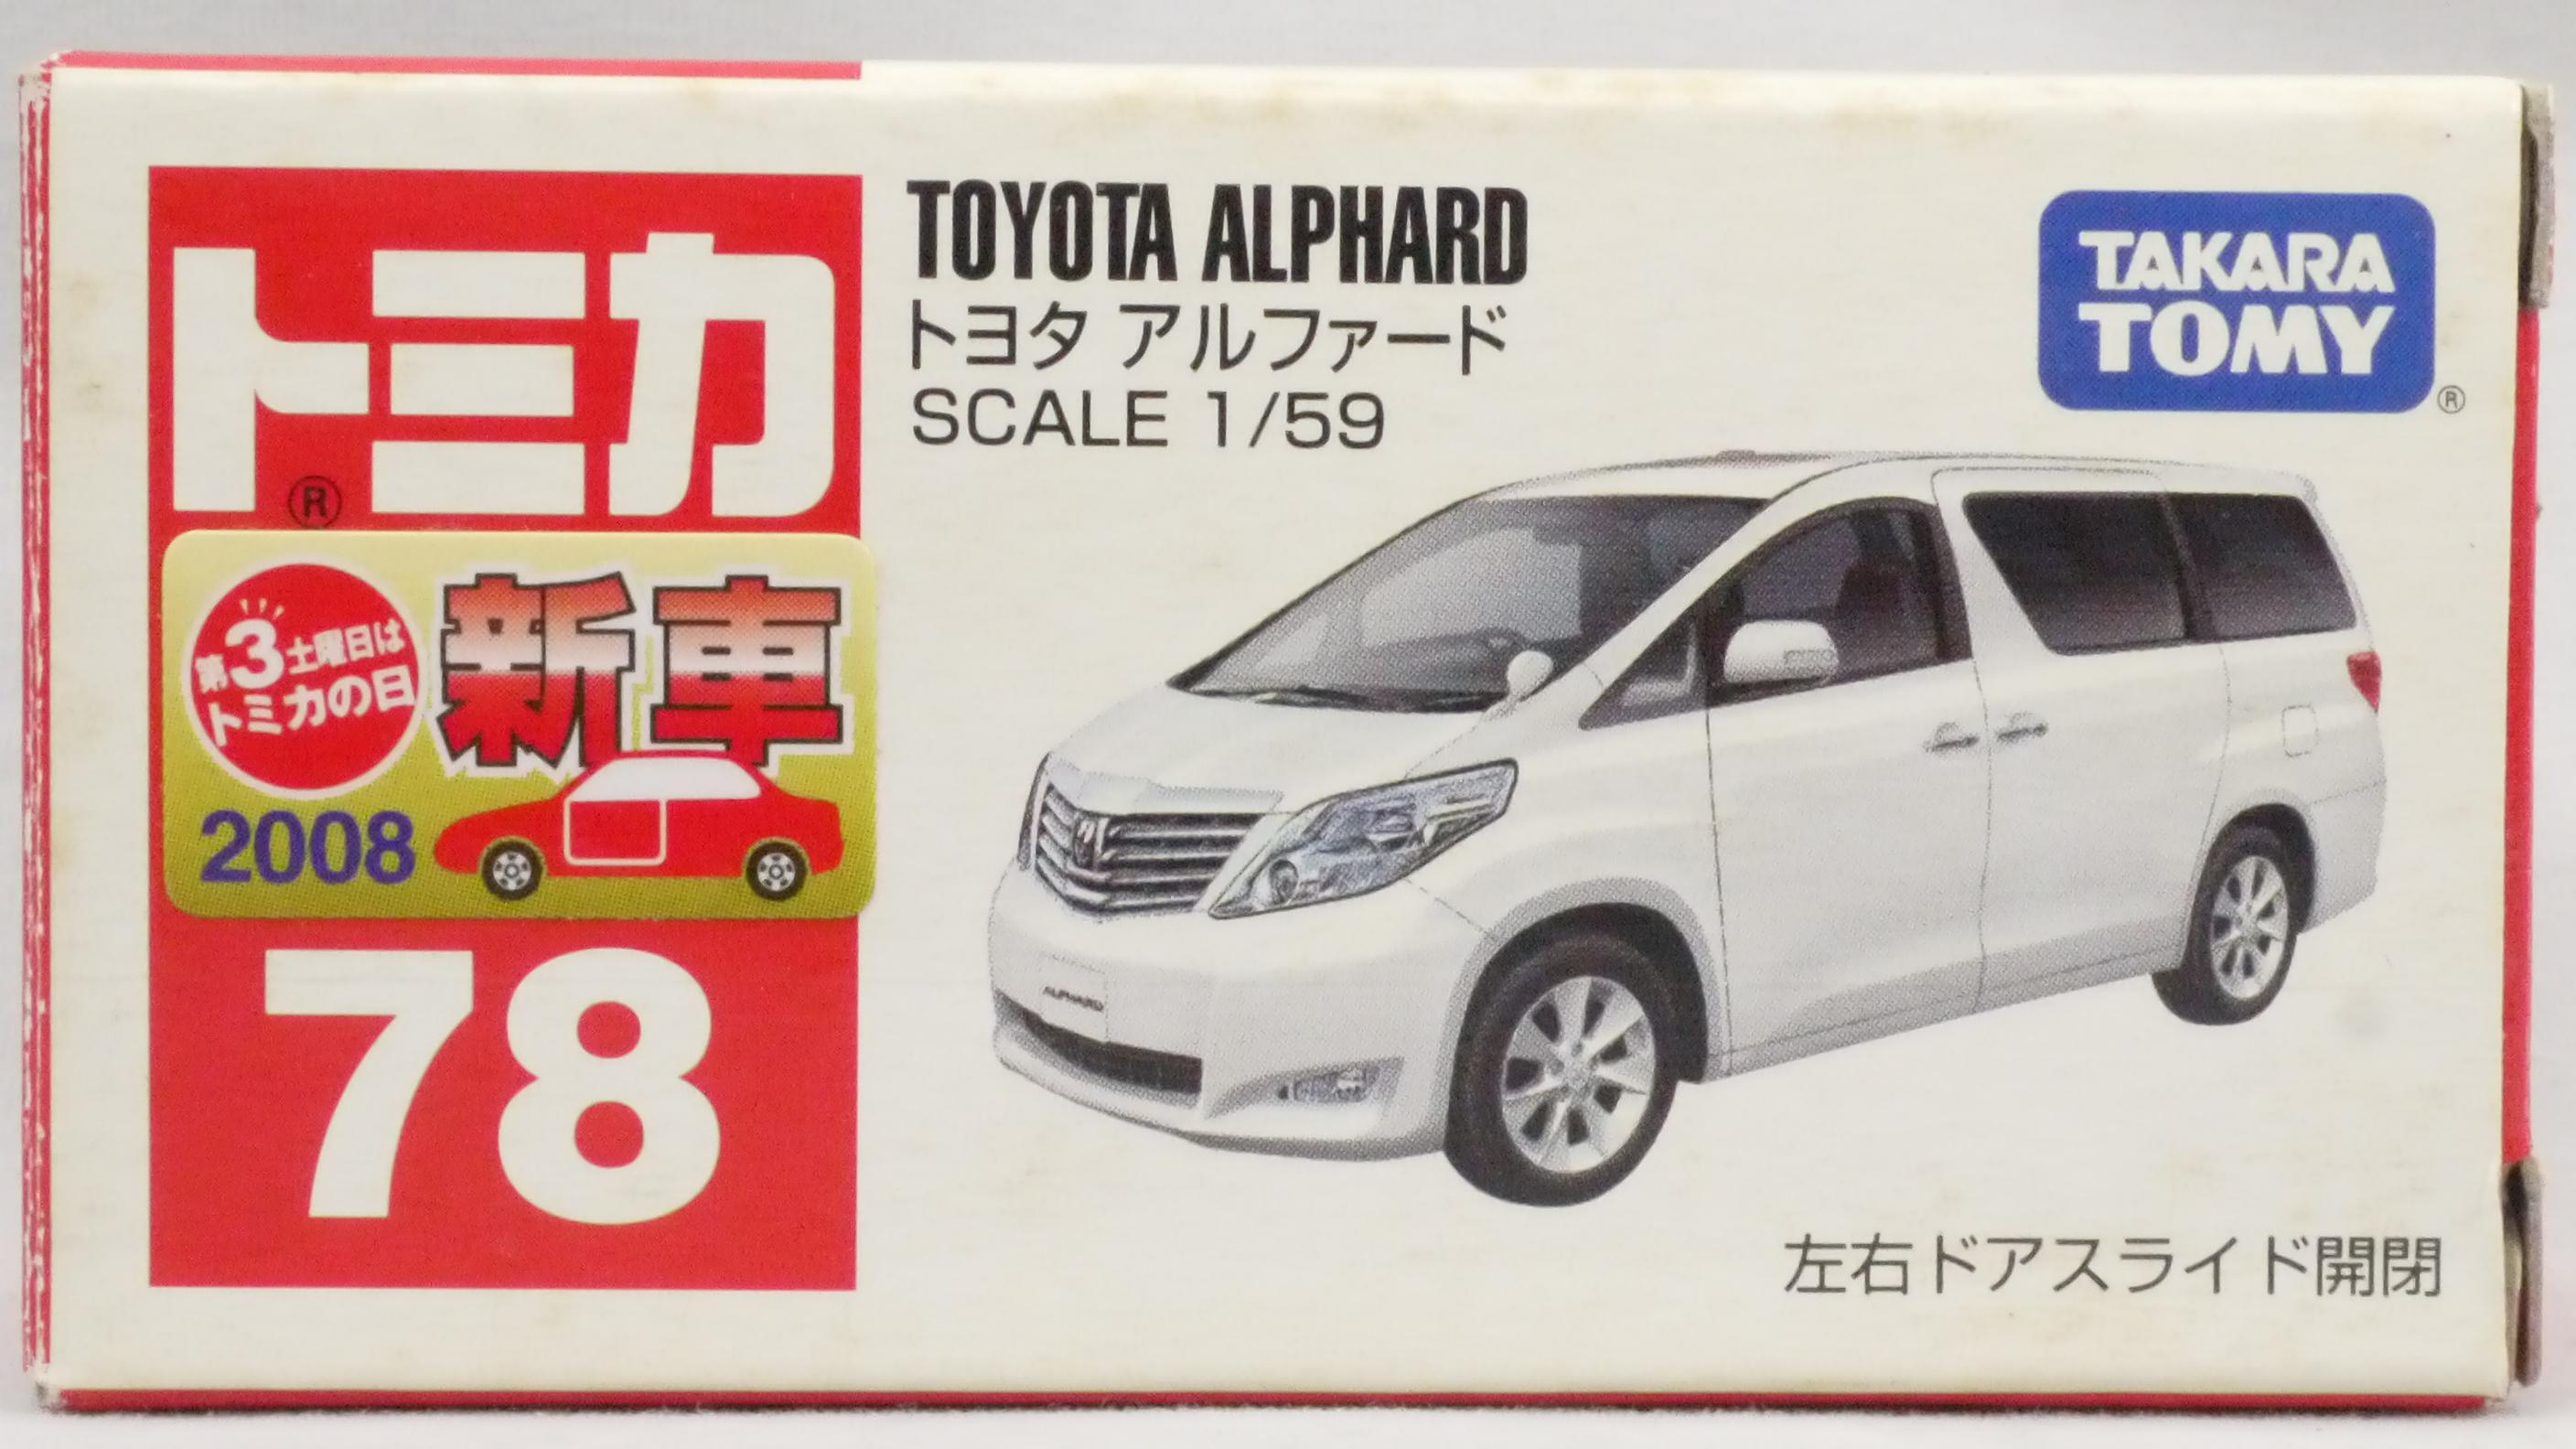 トミカ
®
第3土曜日は
トミカの日
新車
2008
78
TOYOTA ALPHARD
トヨタ アルファード
SCALE 1/59
TAKARA
TOMY
®
ALPHARD
左右ドアスライド開閉